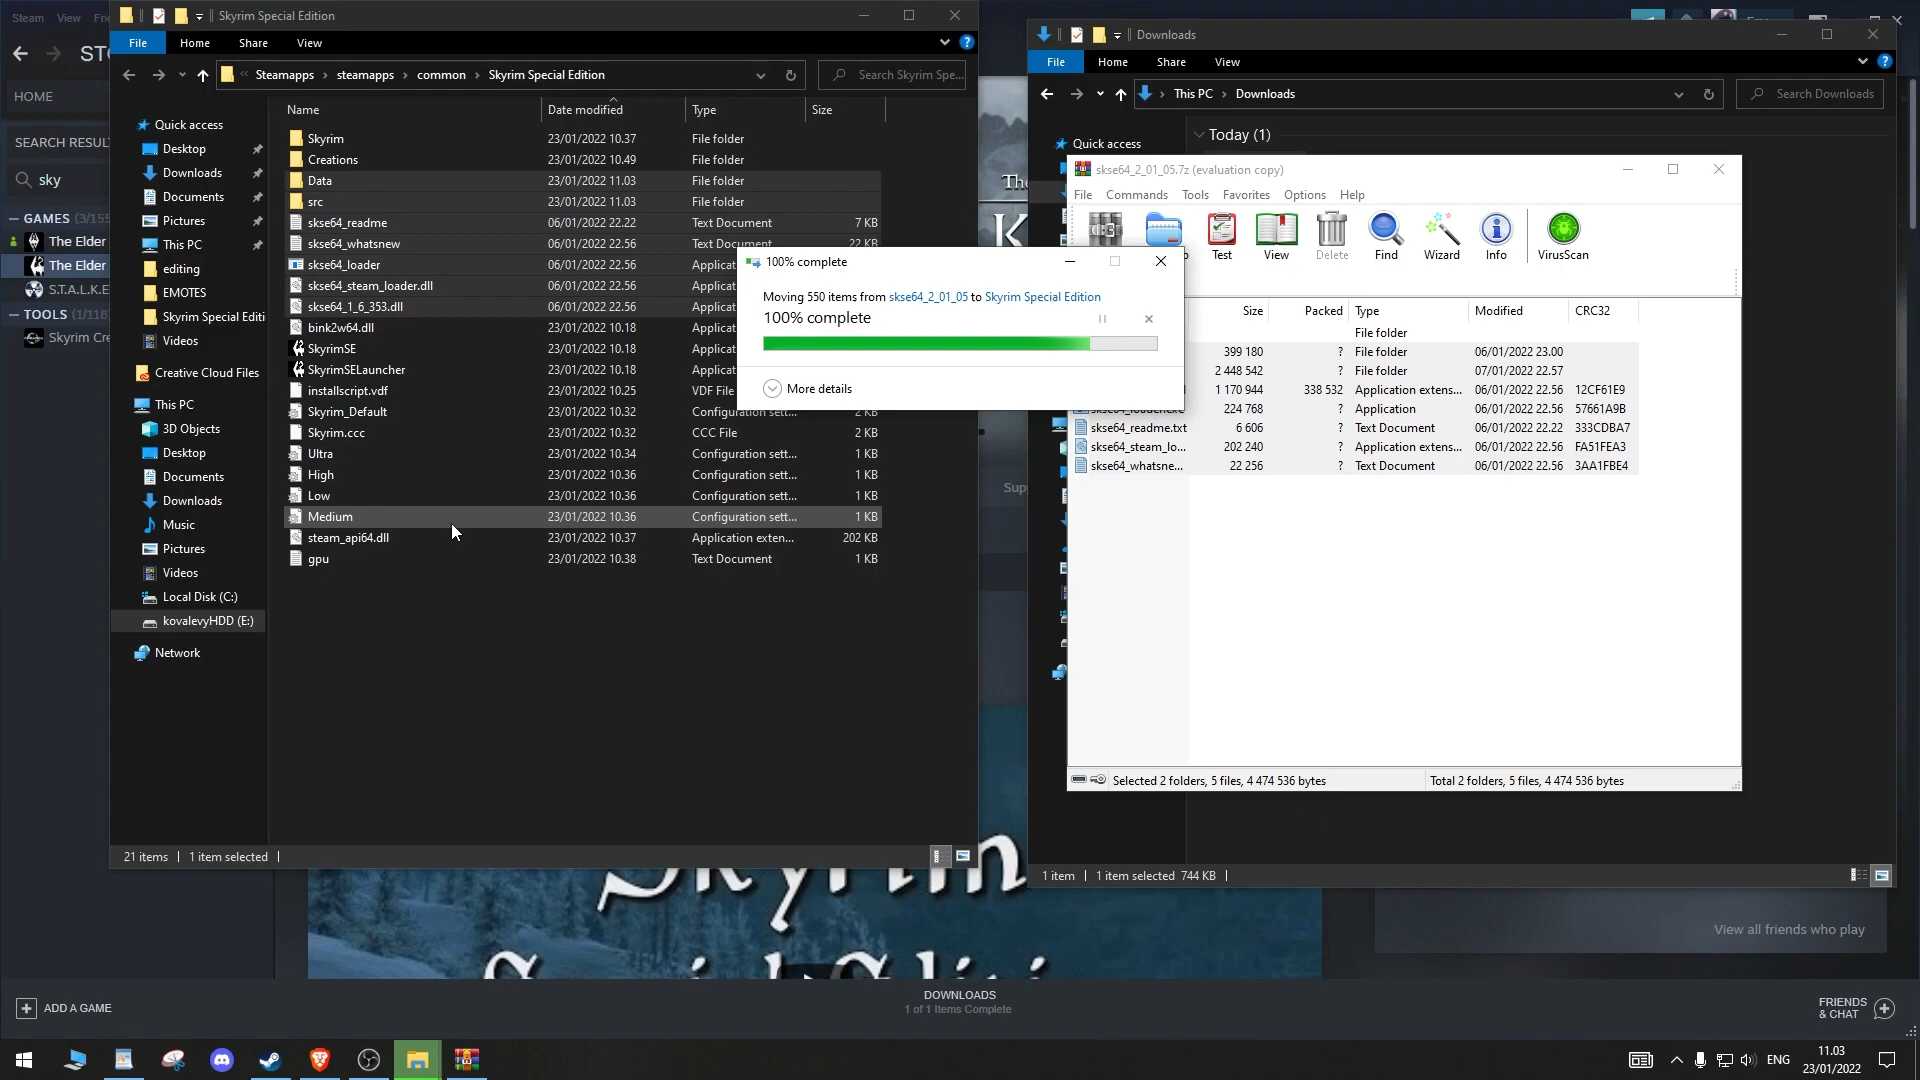 Steam View Frie
STO
HOME
SEARCH RESUL
sky
GAMES (3/155
The Elder
The Elder
S.T.A.L.K.E
TOOLS (1/118
Skyrim Cre
ADD A GAME
Skyrim Special Edition
File Home Share View
Steamapps steamapps common Skyrim Special Edition
Search Skyrim Spe...
Name Date modified Type Size
Quick access
Desktop
Downloads
Documents
Pictures
This PC
editing
EMOTES
Skyrim Special Editi
Videos
Creative Cloud Files
This PC
3D Objects
Desktop
Documents
Downloads
Music
Pictures
Videos
Local Disk (C:)
kovalevyHDD (E:)
Network
Skyrim 23/01/2022 10.37 File folder
Creations 23/01/2022 10.49 File folder
Data 23/01/2022 11.03 File folder
src 23/01/2022 11.03 File folder
skse64_readme 06/01/2022 22.22 Text Document 7 KB
skse64_whatsnew 06/01/2022 22.56 Text Document 22 KB
skse64_loader 06/01/2022 22.56 Applicat
skse64_steam_loader.dll 06/01/2022 22.56 Applicat
skse64_1_6_353.dll 06/01/2022 22.56 Applicat
bink2w64.dll 23/01/2022 10.18 Applicat
SkyrimSE 23/01/2022 10.18 Applicat
SkyrimSELauncher 23/01/2022 10.18 Applicat
installscript.vdf 23/01/2022 10.25 VDF File
Skyrim_Default 23/01/2022 10.32 Configuration sett... 2 KB
Skyrim.ccc 23/01/2022 10.32 CCC File 2 KB
Ultra 23/01/2022 10.34 Configuration sett... 1 KB
High 23/01/2022 10.36 Configuration sett... 1 KB
Low 23/01/2022 10.36 Configuration sett... 1 KB
Medium 23/01/2022 10.36 Configuration sett... 1 KB
steam_api64.dll 23/01/2022 10.37 Application exten... 202 KB
gpu 23/01/2022 10.38 Text Document 1 KB
21 items 1 item selected
100% complete
Moving 550 items from skse64_2_01_05 to Skyrim Special Edition
100% complete
More details
Downloads
File Home Share View
This PC Downloads
Search Downloads
Quick access
Today (1)
skse64_2_01_05.7z (evaluation copy)
File Commands Tools Favorites Options Help
Test View Delete Find Wizard Info VirusScan
Size Packed Type Modified CRC32
File folder
399 180 ? File folder 06/01/2022 23.00
2 448 542 ? File folder 07/01/2022 22.57
1 170 944 338 532 Application extens... 06/01/2022 22.56 12CF61E9
skse64_loader.exe 224 768 ? Application 06/01/2022 22.56 57661A9B
skse64_readme.txt 6 606 ? Text Document 06/01/2022 22.22 333CDBA7
skse64_steam_lo... 202 240 ? Application extens... 06/01/2022 22.56 FA51FEA3
skse64_whatsne... 22 256 ? Text Document 06/01/2022 22.56 3AA1FBE4
Selected 2 folders, 5 files, 4 474 536 bytes
Total 2 folders, 5 files, 4 474 536 bytes
1 item 1 item selected 744 KB
The
K
Supp
Skyrim
Special Edition
View all friends who play
DOWNLOADS
1 of 1 Items Complete
FRIENDS
& CHAT
ENG
11.03
23/01/2022